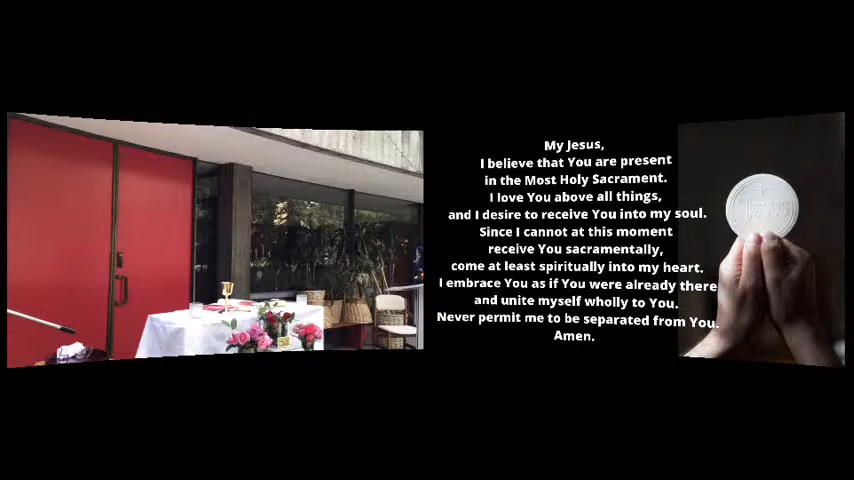 My Jesus,
I believe that You are present
in the Most Holy Sacrament.
I love You above all things,
and I desire to receive You into my soul.
Since I cannot at this moment
receive You sacramentally,
come at least spiritually into my heart.
I embrace You as if You were already there
and unite myself wholly to You.
Never permit me to be separated from You.
Amen.
Jesus